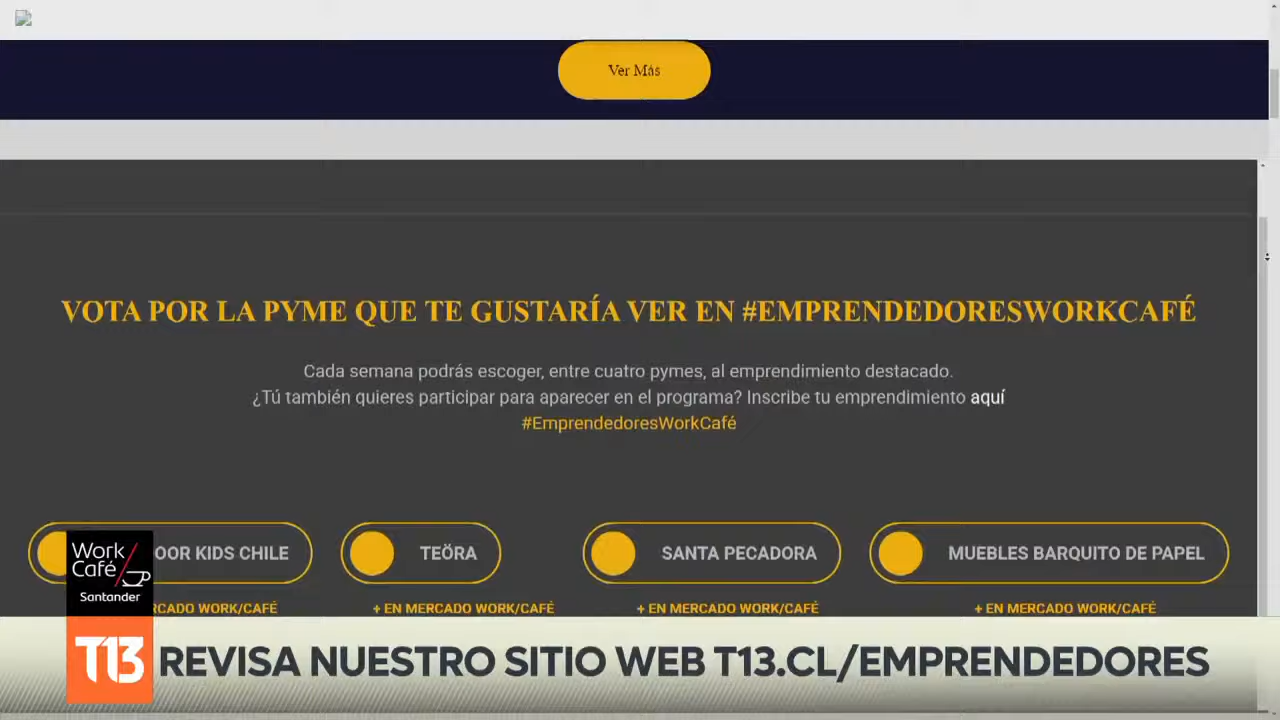 Ver Más
VOTA POR LA PYME QUE TE GUSTARÍA VER EN #EMPRENDEDORESWORKCAFÉ
Cada semana podrás escoger, entre cuatro pymes, al emprendimiento destacado.
¿Tú también quieres participar para aparecer en el programa? Inscribe tu emprendimiento aquí
#EmprendedoresWorkCafé
KIDS CHILE
TEÖRA
SANTA PECADORA
MUEBLES BARQUITO DE PAPEL
WORK/CAFÉ
+ EN MERCADO WORK/CAFÉ
+ EN MERCADO WORK/CAFÉ
+ EN MERCADO WORK/CAFÉ
Work
Café
Santander
T13
REVISA NUESTRO SITIO WEB T13.CL/EMPRENDEDORES